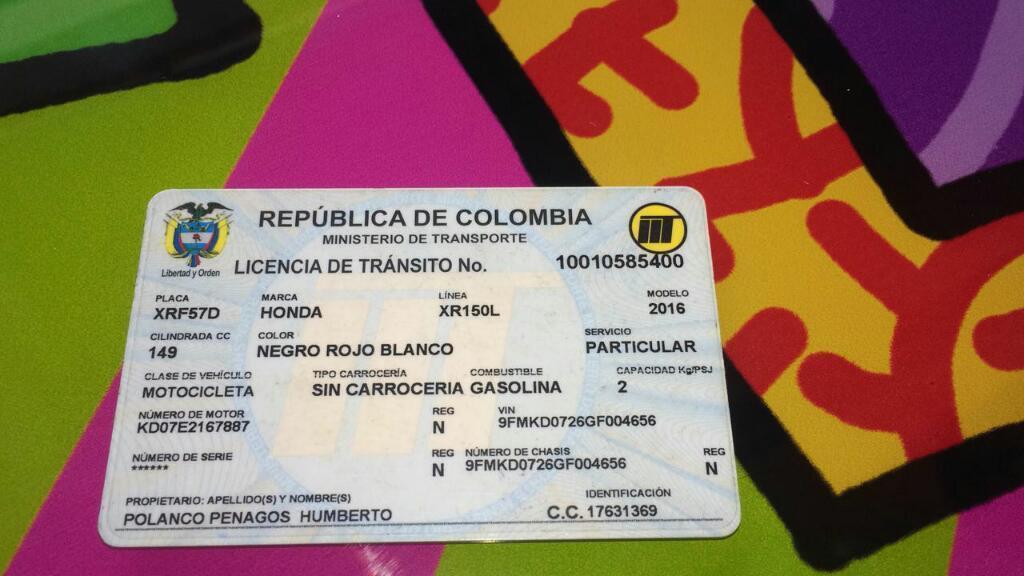 REPÚBLICA DE COLOMBIA
MINISTERIO DE TRANSPORTE
Libertad y Orden
LICENCIA DE TRÁNSITO No. 10010585400
PLACA MARCA LÍNEA MODELO
XRF57D HONDA XR150L 2016
CILINDRADA CC COLOR SERVICIO
149 NEGRO ROJO BLANCO PARTICULAR
CLASE DE VEHÍCULO TIPO CARROCERÍA COMBUSTIBLE CAPACIDAD Kg/PSJ
MOTOCICLETA SIN CARROCERIA GASOLINA 2
NÚMERO DE MOTOR REG VIN
KD07E2167887 N 9FMKD0726GF004656
NÚMERO DE SERIE REG NÚMERO DE CHASIS REG
****** N 9FMKD0726GF004656 N
PROPIETARIO: APELLIDO(S) Y NOMBRE(S) IDENTIFICACIÓN
POLANCO PENAGOS HUMBERTO C.C. 17631369